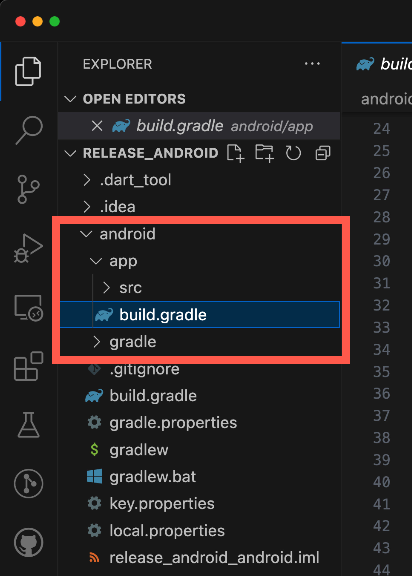 EXPLORER
OPEN EDITORS
build.gradle android/app
RELEASE_ANDROID
.dart_tool
.idea
android
app
src
build.gradle
gradle
.gitignore
build.gradle
gradle.properties
$ gradlew
gradlew.bat
key.properties
local.properties
release_android_android.iml
build
android
24
25
26
27
28
29
30
31
32
33
34
35
36
37
38
39
40
41
42
43
44